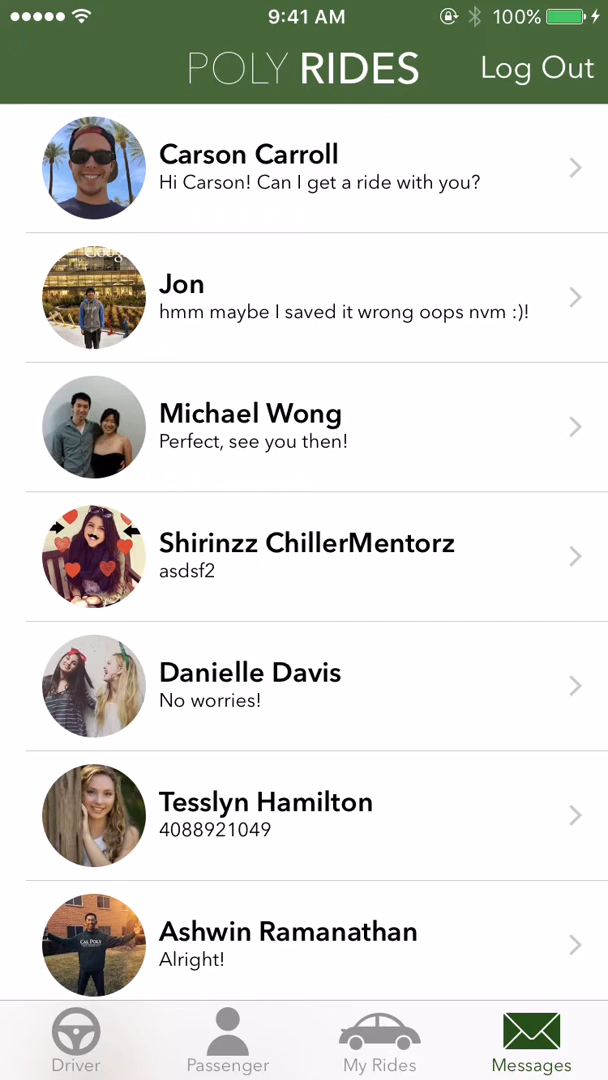 9:41 AM 100%
POLY RIDES Log Out
Carson Carroll
Hi Carson! Can I get a ride with you?
Jon
hmm maybe I saved it wrong oops nvm :)!
Michael Wong
Perfect, see you then!
Shirinzz ChillerMentorz
asdsf2
Danielle Davis
No worries!
Tesslyn Hamilton
4088921049
Ashwin Ramanathan
Alright!
CAL POLY
Driver Passenger My Rides Messages